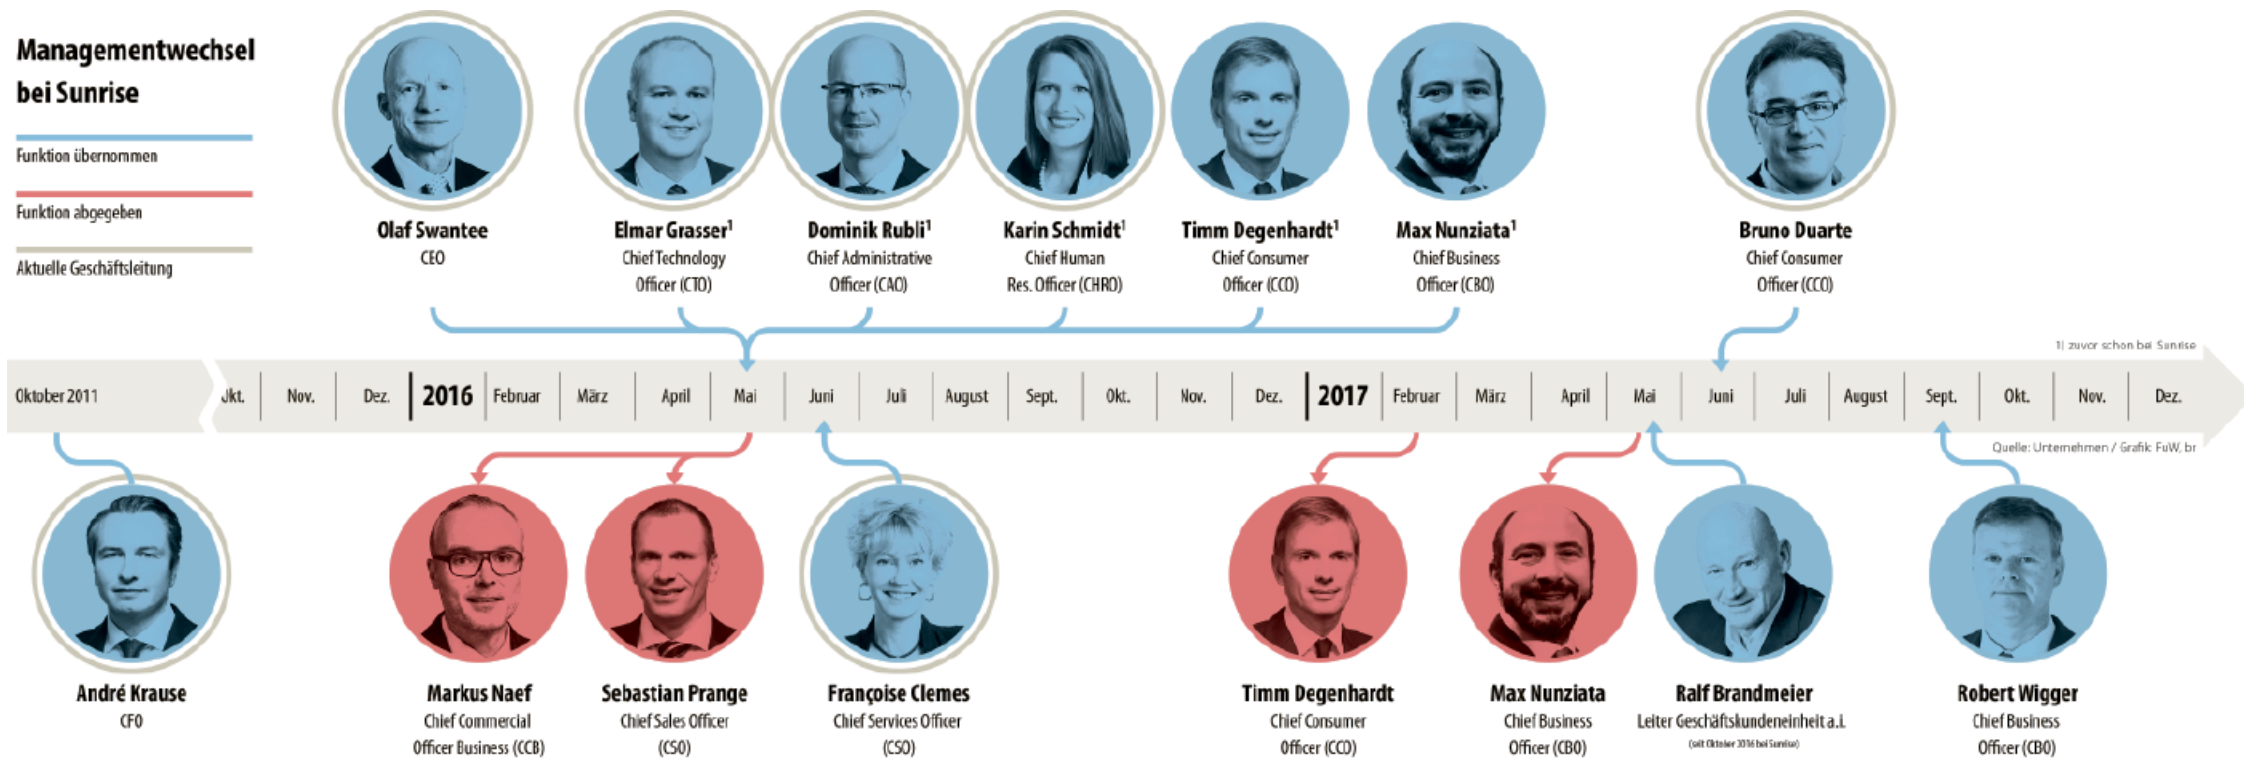 Managementwechsel
bei Sunrise
Funktion übernommen
Funktion abgegeben
Aktuelle Geschäftsleitung
Olaf Swantee
CEO
Elmar Grasser¹
Chief Technology
Officer (CTO)
Dominik Rubli¹
Chief Administrative
Officer (CAO)
Karin Schmidt¹
Chief Human
Res. Officer (CHRO)
Timm Degenhardt¹
Chief Consumer
Officer (CCO)
Max Nunziata¹
Chief Business
Officer (CBO)
Bruno Duarte
Chief Consumer
Officer (CCO)
1) zuvor schon bei Sunrise
Oktober 2011 Okt. Nov. Dez. 2016 Februar März April Mai Juni Juli August Sept. Okt. Nov. Dez. 2017 Februar März April Mai Juni Juli August Sept. Okt. Nov. Dez.
Quelle: Unternehmen / Grafik: FuW, br
André Krause
CFO
Markus Naef
Chief Commercial
Officer Business (CCB)
Sebastian Prange
Chief Sales Officer
(CSO)
Françoise Clemes
Chief Services Officer
(CSO)
Timm Degenhardt
Chief Consumer
Officer (CCO)
Max Nunziata
Chief Business
Officer (CBO)
Ralf Brandmeier
Leiter Geschäftskundeneinheit a.i.
(seit Oktober 2016 bei Sunrise)
Robert Wigger
Chief Business
Officer (CBO)